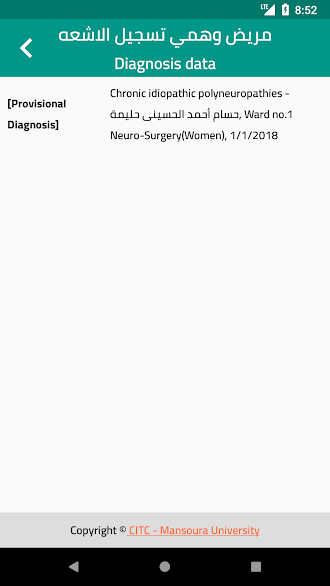 8:52
مريض وهمي تسجيل الاشعه
Diagnosis data
[Provisional
Diagnosis]
Chronic idiopathic polyneuropathies -
حسام أحمد الحسينى حليمة, Ward no.1
Neuro-Surgery(Women), 1/1/2018
Copyright © CITC - Mansoura University